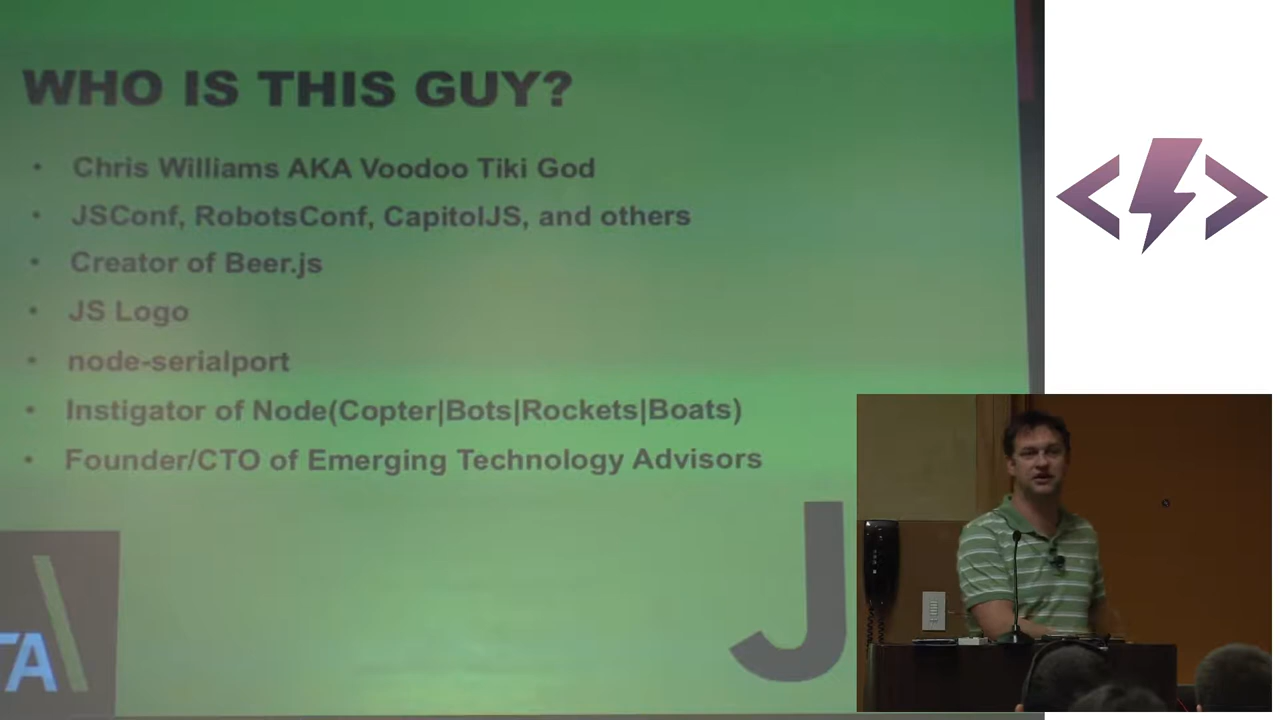 WHO IS THIS GUY?
• Chris Williams AKA Voodoo Tiki God
• JSConf, RobotsConf, CapitolJS, and others
• Creator of Beer.js
• JS Logo
• node-serialport
• Instigator of Node(Copter|Bots|Rockets|Boats)
• Founder/CTO of Emerging Technology Advisors
TA\
J